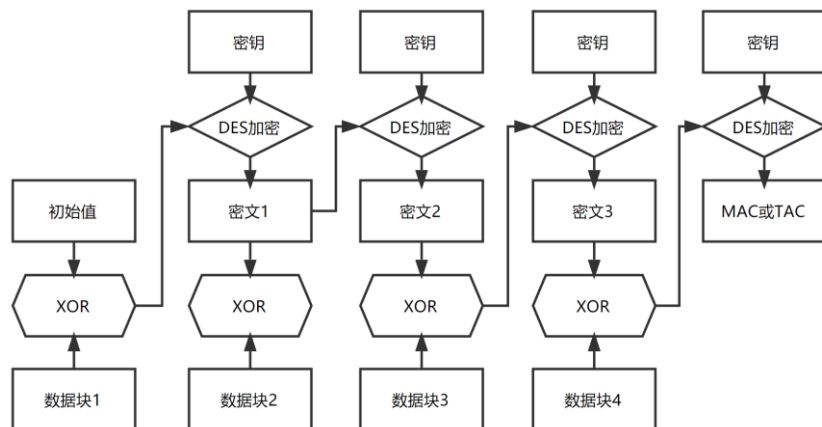 密钥
密钥
密钥
密钥
DES加密
DES加密
DES加密
DES加密
初始值
密文1
密文2
密文3
MAC或TAC
XOR
XOR
XOR
XOR
数据块1
数据块2
数据块3
数据块4